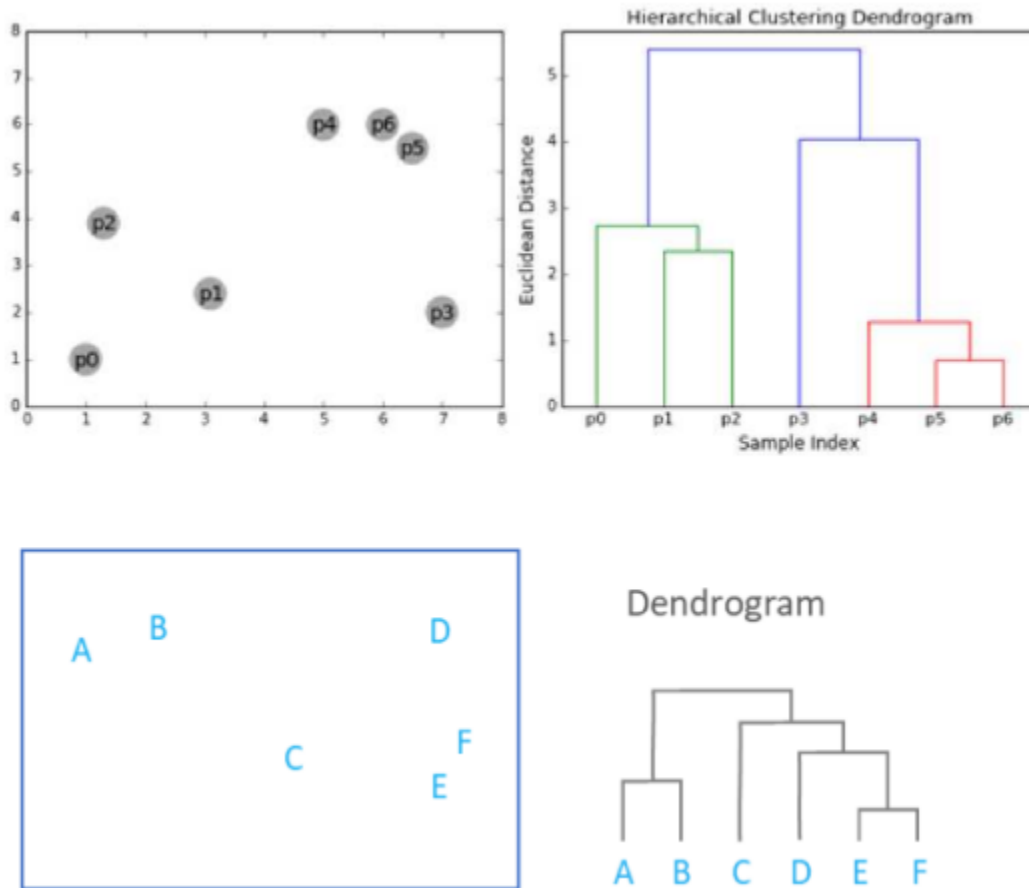 8
7
6
5
4
3
2
1
0
p4 p6
p5
p2
p1
p3
p0
0 1 2 3 4 5 6 7 8
Hierarchical Clustering Dendrogram
Euclidean Distance
5
4
3
2
1
0
p0 p1 p2 p3 p4 p5 p6
Sample Index
B
D
A
F
C
E
Dendrogram
A B C D E F